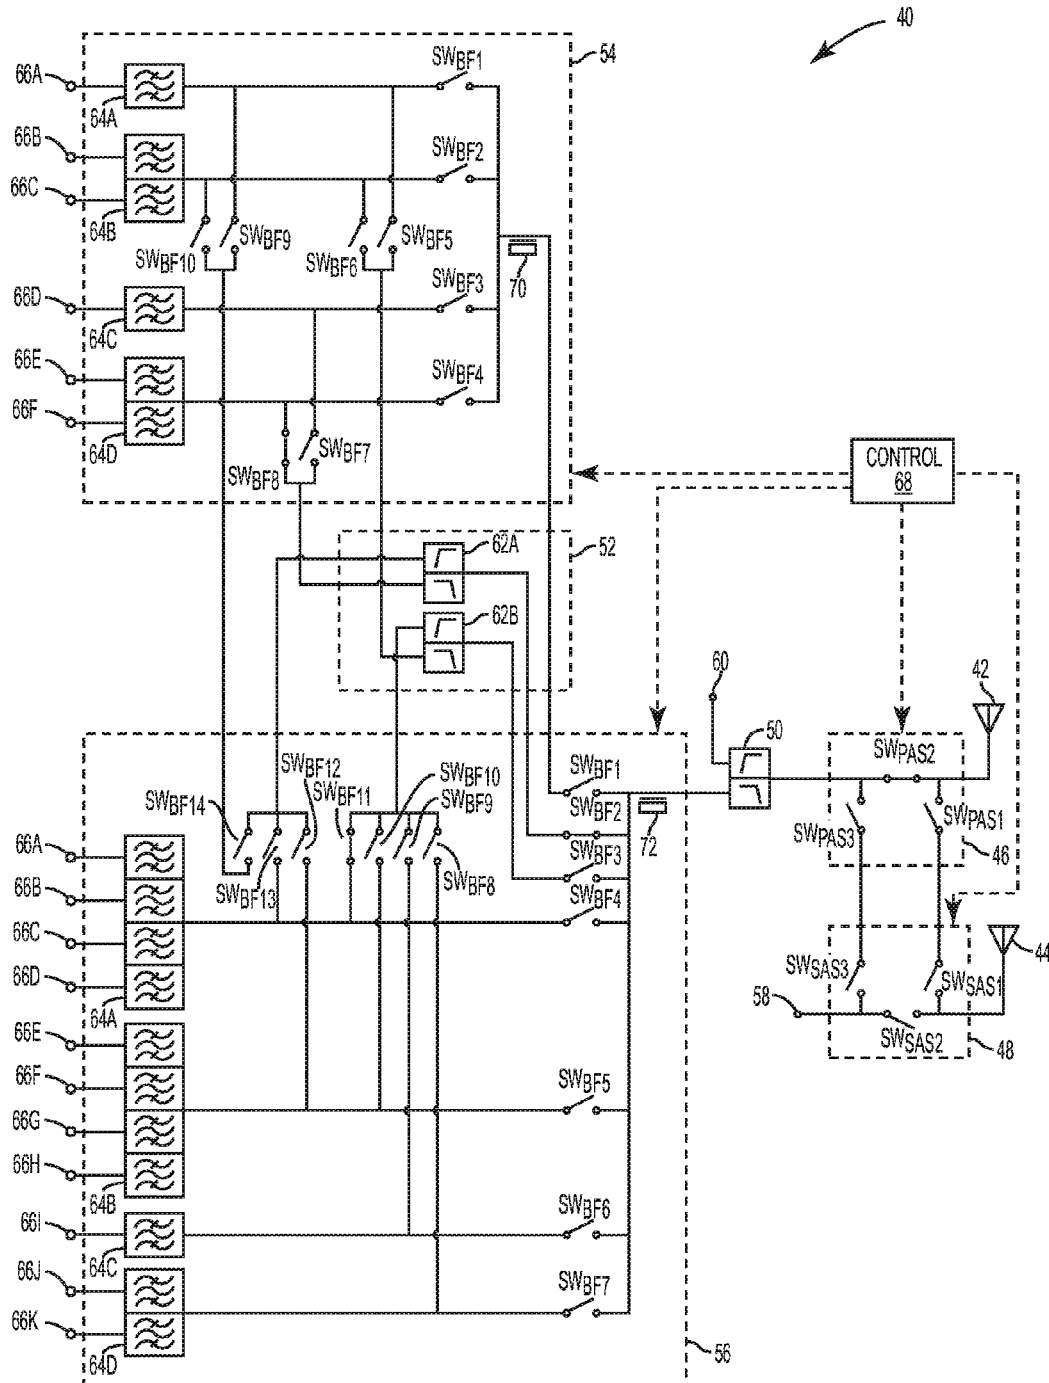 40
54
66A
64A
SWBF1
66B
66C
64B
SWBF2
SWBF10
SWBF9
SWBF6
SWBF5
70
66D
64C
SWBF3
66E
66F
64D
SWBF4
SWBF8
SWBF7
CONTROL
68
52
62A
62B
60
50
42
SWPAS2
SWPAS3
SWPAS1
46
SWBF14
SWBF12
SWBF11
SWBF10
SWBF9
SWBF13
SWBF8
SWBF1
SWBF2
SWBF3
SWBF4
72
66A
66B
66C
66D
64A
SWSAS3
SWSAS1
44
58
SWSAS2
48
66E
66F
66G
66H
64B
SWBF5
66I
64C
SWBF6
66J
66K
64D
SWBF7
56